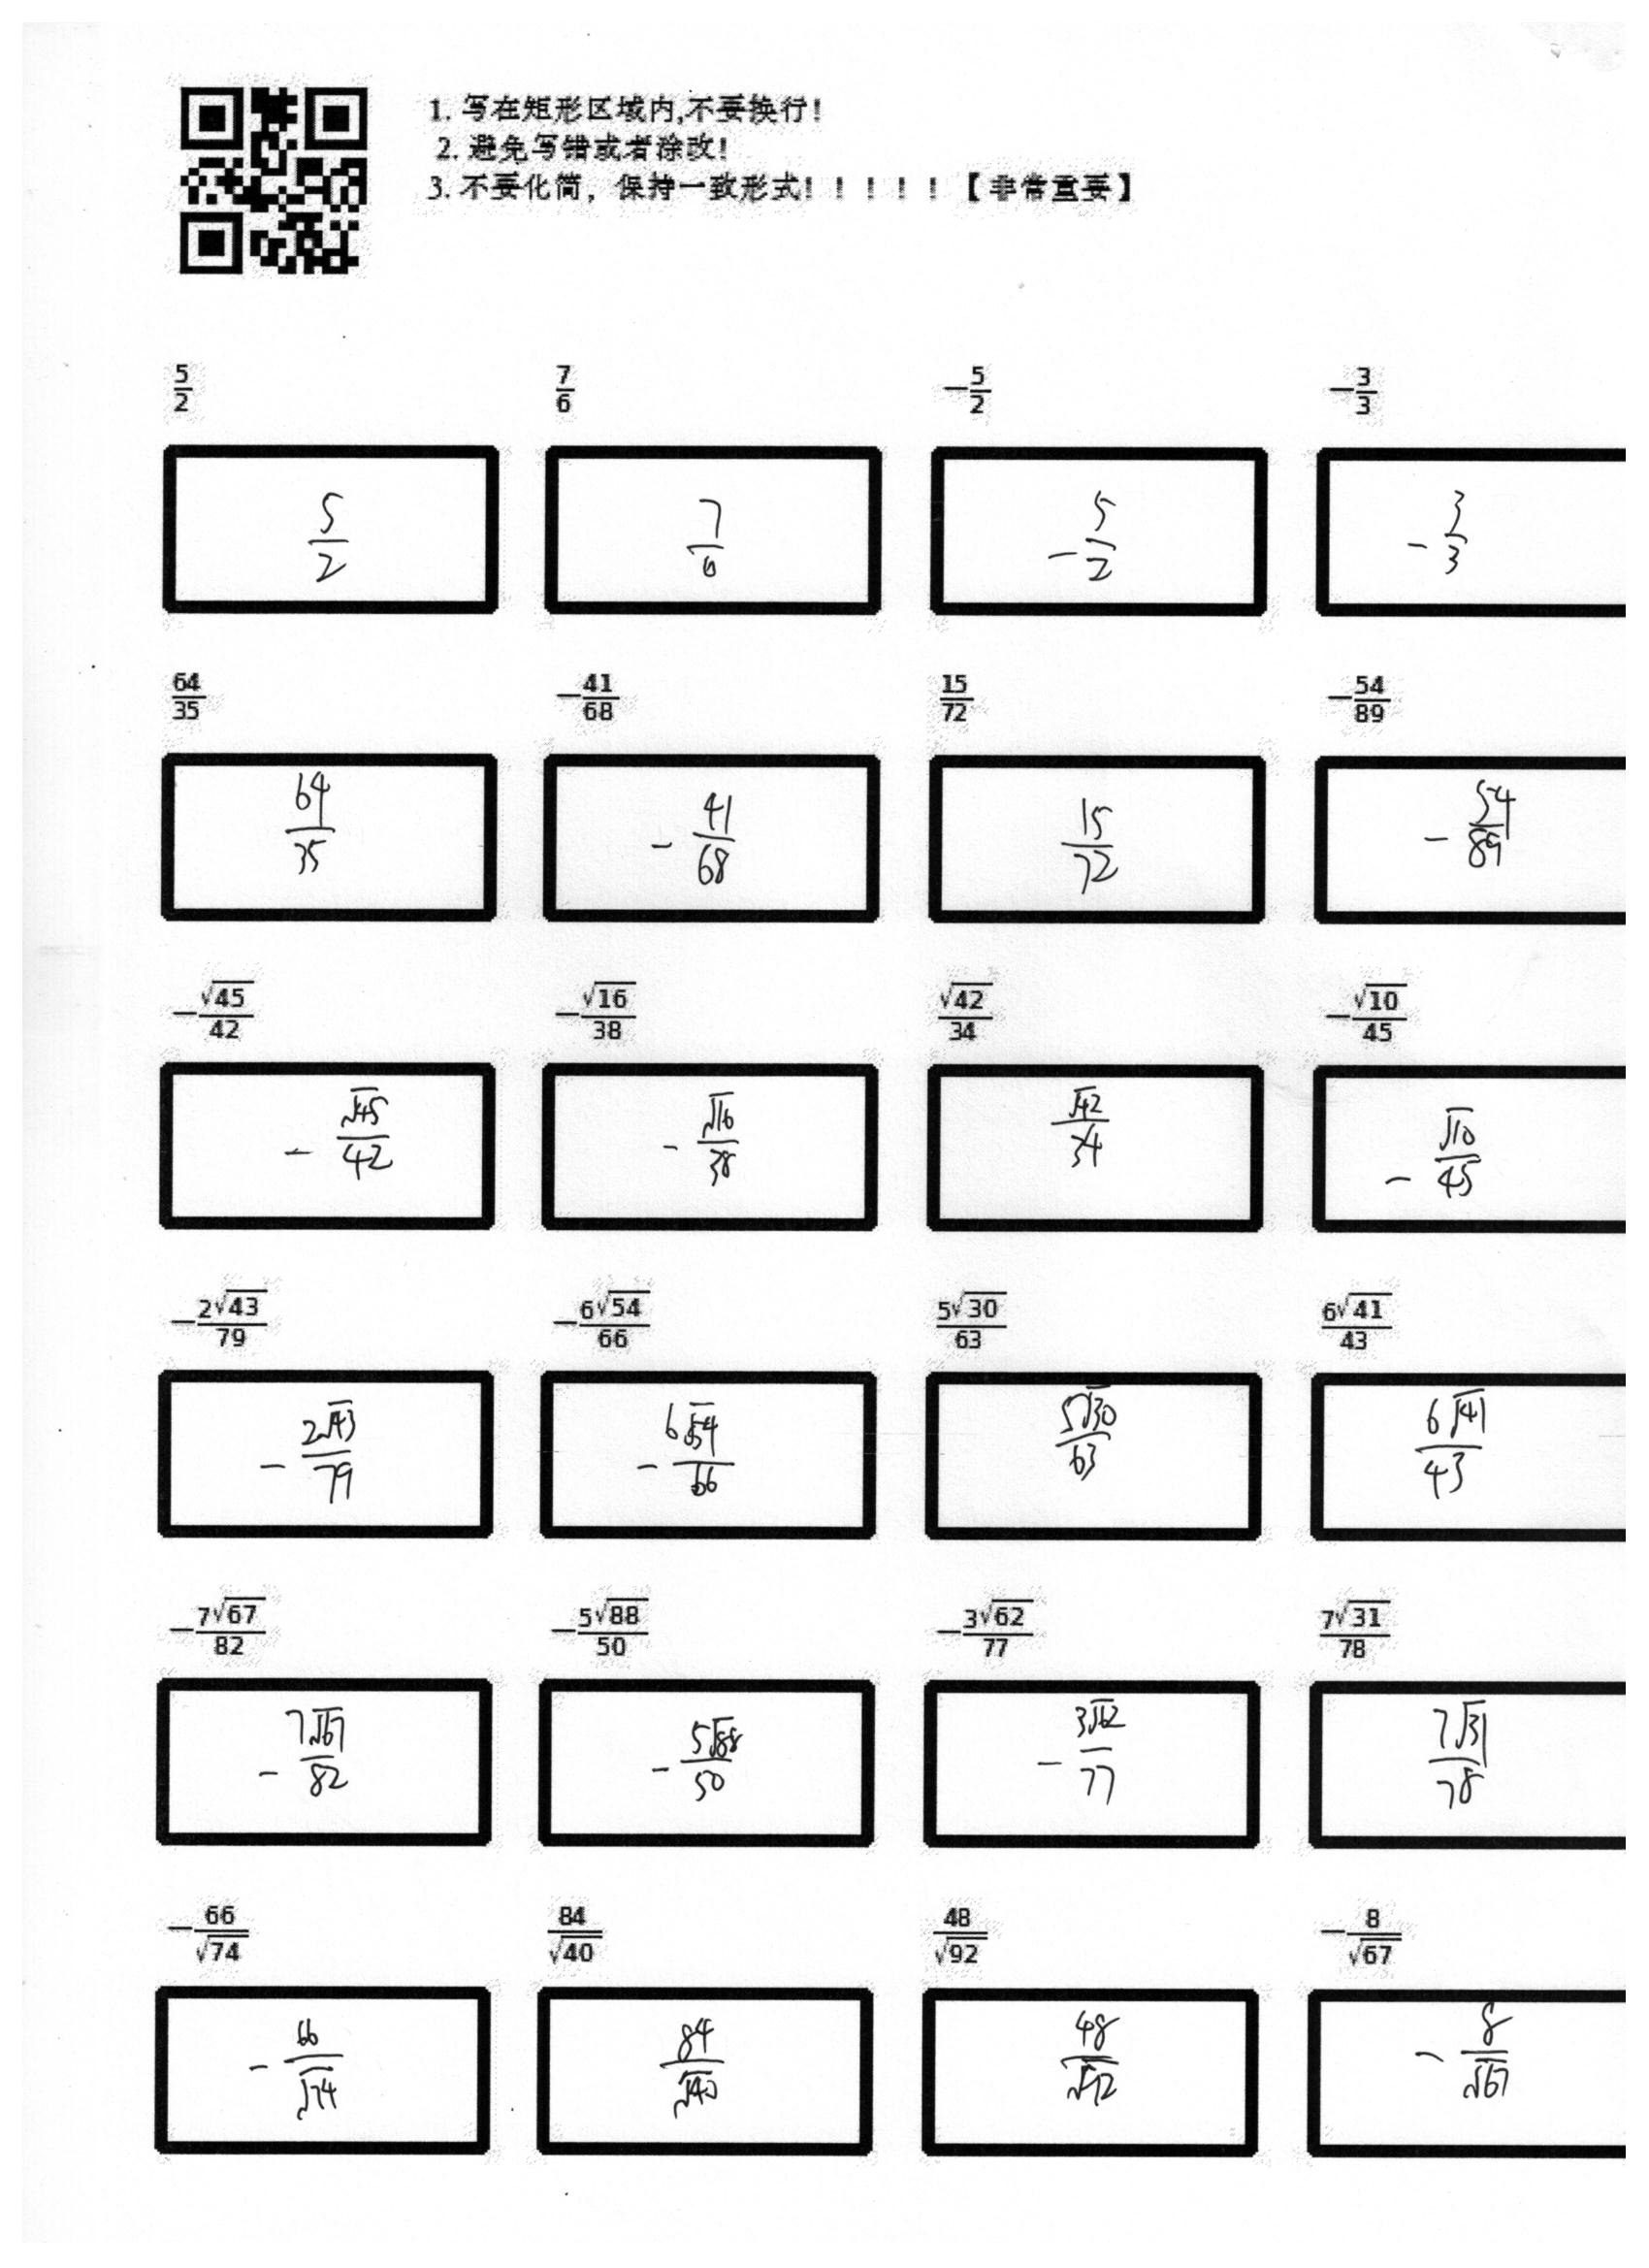 1. 写在矩形区域内,不要换行!
2. 避免写错或者涂改!
3. 不要化简，保持一致形式！！！！！【非常重要】
$\frac{5}{2}$ $\frac{7}{6}$ $-\frac{5}{2}$ $-\frac{3}{3}$
$\frac{5}{2}$ $\frac{7}{6}$ $-\frac{5}{2}$ $-\frac{3}{3}$
$\frac{64}{35}$ $-\frac{41}{68}$ $\frac{15}{72}$ $-\frac{54}{89}$
$\frac{64}{35}$ $-\frac{41}{68}$ $\frac{15}{72}$ $-\frac{54}{89}$
$-\frac{\sqrt{45}}{42}$ $-\frac{\sqrt{16}}{38}$ $\frac{\sqrt{42}}{34}$ $-\frac{\sqrt{10}}{45}$
$-\frac{\sqrt{45}}{42}$ $-\frac{\sqrt{16}}{38}$ $\frac{\sqrt{42}}{34}$ $-\frac{\sqrt{10}}{45}$
$-\frac{2\sqrt{43}}{79}$ $-\frac{6\sqrt{54}}{66}$ $\frac{5\sqrt{30}}{63}$ $\frac{6\sqrt{41}}{43}$
$-\frac{2\sqrt{43}}{79}$ $-\frac{6\sqrt{54}}{66}$ $\frac{5\sqrt{30}}{63}$ $\frac{6\sqrt{41}}{43}$
$-\frac{7\sqrt{67}}{82}$ $-\frac{5\sqrt{88}}{50}$ $-\frac{3\sqrt{62}}{77}$ $\frac{7\sqrt{31}}{78}$
$-\frac{7\sqrt{67}}{82}$ $-\frac{5\sqrt{88}}{50}$ $-\frac{3\sqrt{62}}{77}$ $\frac{7\sqrt{31}}{78}$
$-\frac{66}{\sqrt{74}}$ $\frac{84}{\sqrt{40}}$ $\frac{48}{\sqrt{92}}$ $-\frac{8}{\sqrt{67}}$
$-\frac{66}{\sqrt{74}}$ $\frac{84}{\sqrt{40}}$ $\frac{48}{\sqrt{92}}$ $-\frac{8}{\sqrt{67}}$